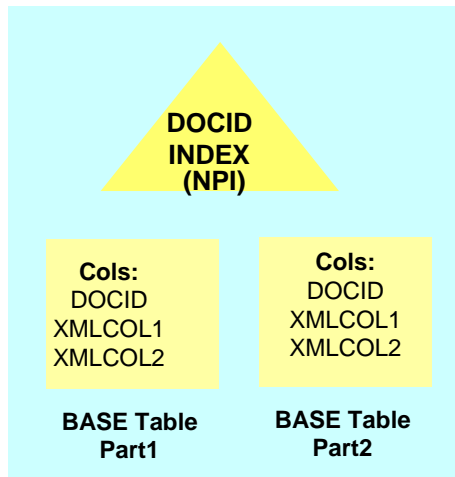 DOCID
INDEX
(NPI)
Cols:
DOCID
XMLCOL1
XMLCOL2
BASE Table
Part1
Cols:
DOCID
XMLCOL1
XMLCOL2
BASE Table
Part2